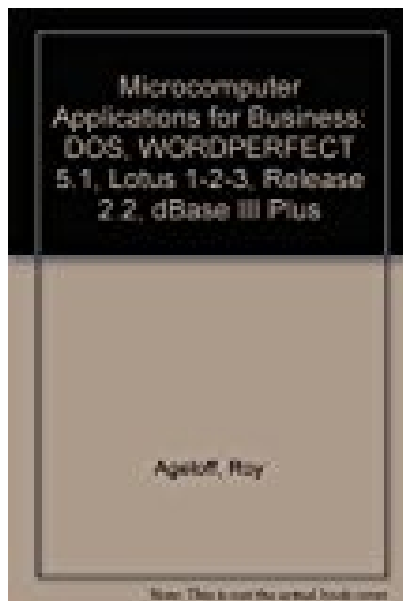 Microcomputer
Applications for Business:
DOS, WORDPERFECT
5.1, Lotus 1-2-3, Release
2.2, dBase III Plus
Ageloff, Roy
Note: This is not the actual book cover